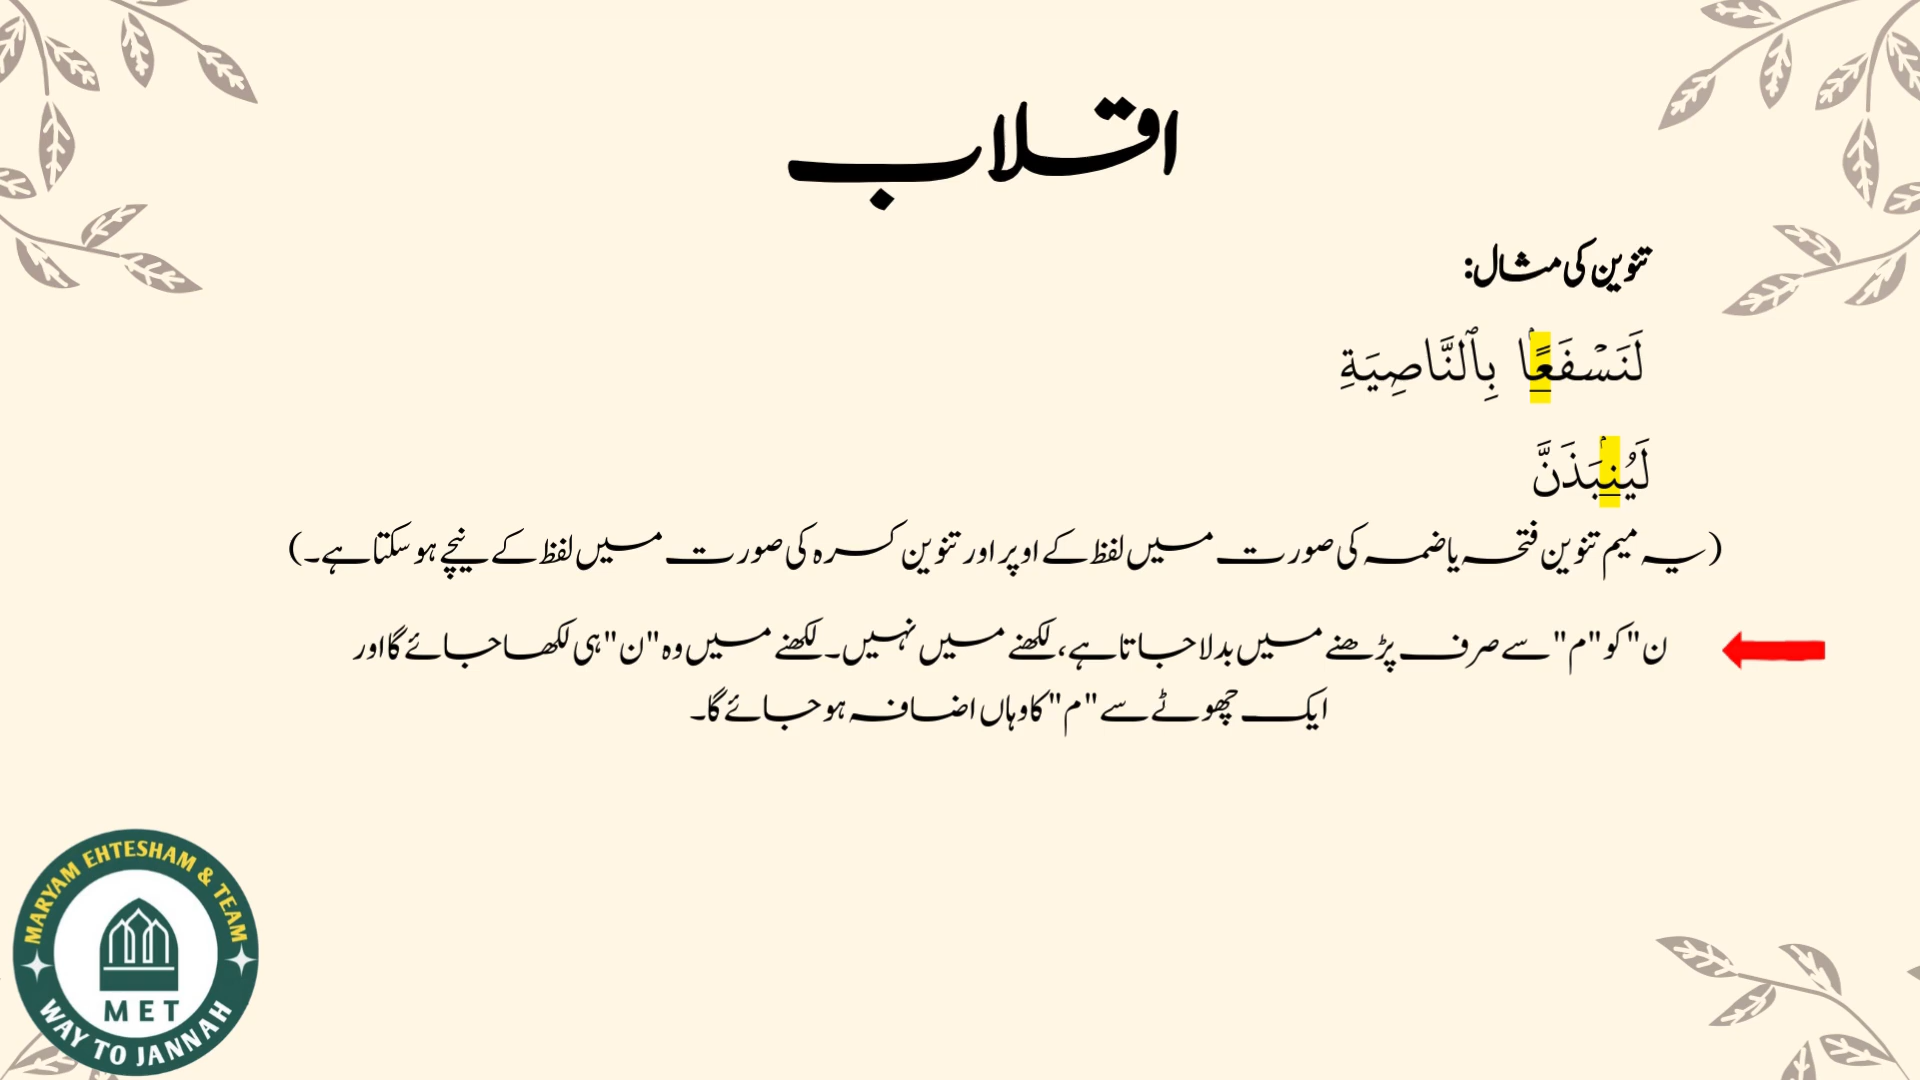 اقلاب
تنوین کی مثال:
لَنَسْفَعًۢا بِٱلنَّاصِيَةِ
لَيُنۢبَذَنَّ
(یہ میم تنوین فتحہ یا ضمہ کی صورت میں لفظ کے اوپر اور تنوین کسرہ کی صورت میں لفظ کے نیچے ہو سکتا ہے۔)
ن" کو "م" سے صرف پڑھنے میں بدلا جاتا ہے، لکھنے میں نہیں۔ لکھنے میں وہ "ن" ہی لکھا جائے گا اور
ایک چھوٹے سے "م" کا وہاں اضافہ ہو جائے گا۔
MARYAM EHTESHAM & TEAM
MET
WAY TO JANNAH